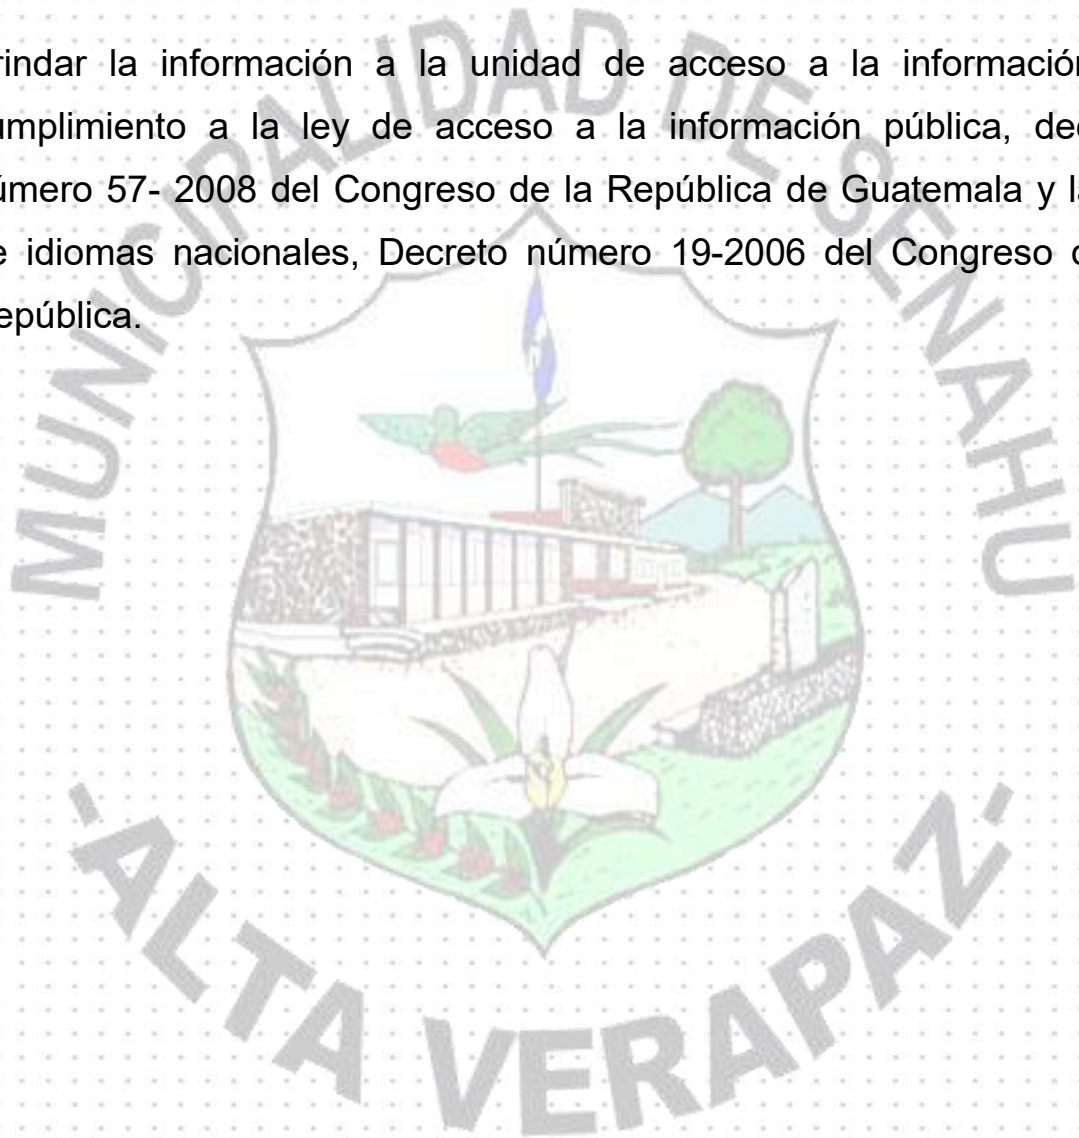 rindar la información a la unidad de acceso a la información
umplimiento a la ley de acceso a la información pública, dec
úmero 57- 2008 del Congreso de la República de Guatemala y l
e idiomas nacionales, Decreto número 19-2006 del Congreso
epública.
MUNICIPALIDAD DE SENAHU
-ALTA VERAPAZ-